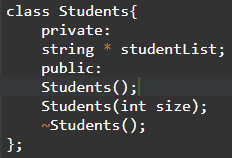 class Students{
    private:
    string * studentList;
    public:
    Students();
    Students(int size);
    ~Students();
};